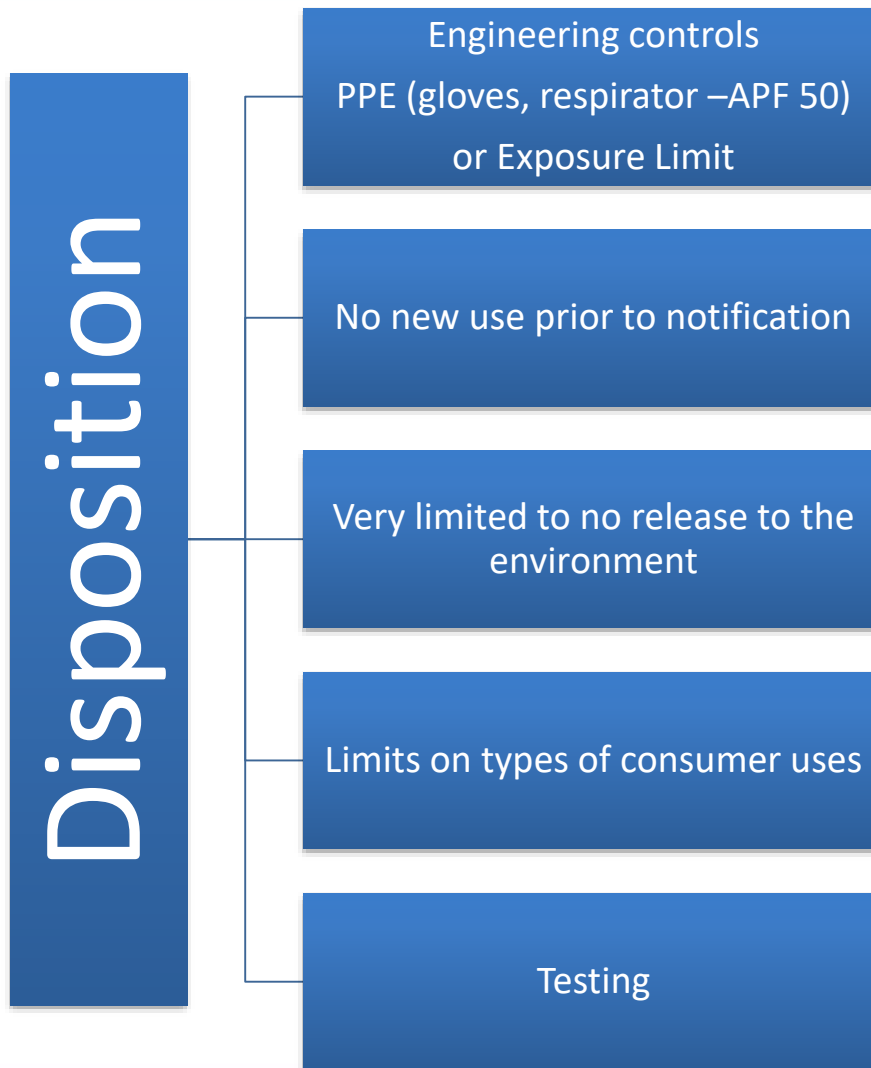 Disposition
Engineering controls
PPE (gloves, respirator –APF 50)
or Exposure Limit
No new use prior to notification
Very limited to no release to the
environment
Limits on types of consumer uses
Testing